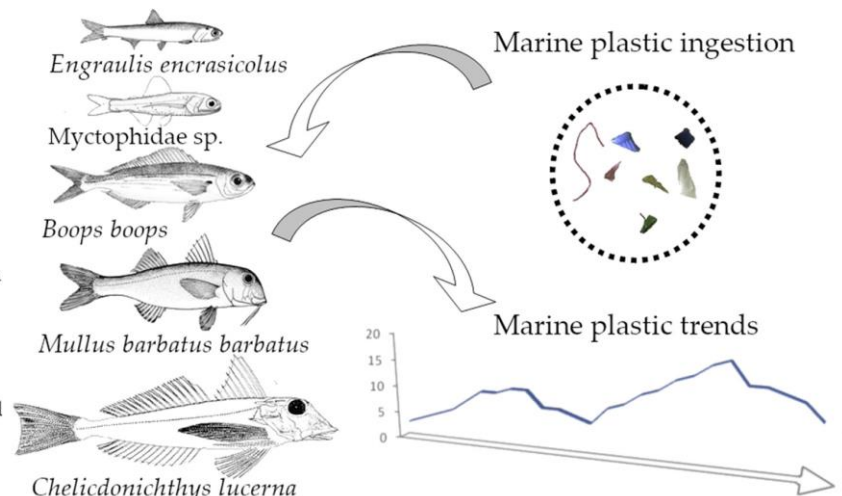 Engraulis encrasicolus
Myctophidae sp.
Boops boops
Mullus barbatus barbatus
Chelicdonichthys lucerna
Marine plastic ingestion
Marine plastic trends
20
15
10
5
0